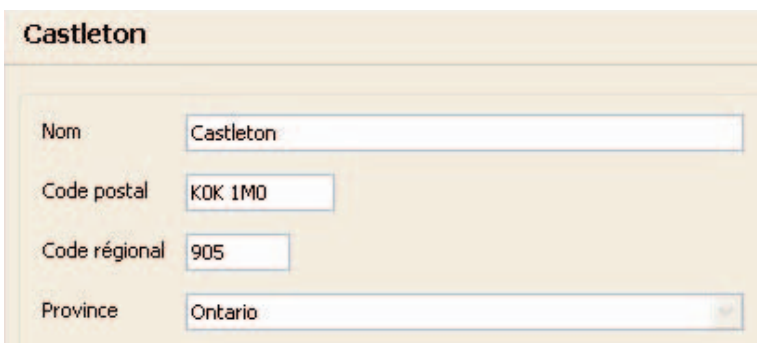 Castleton
Nom Castleton
Code postal K0K 1M0
Code régional 905
Province Ontario